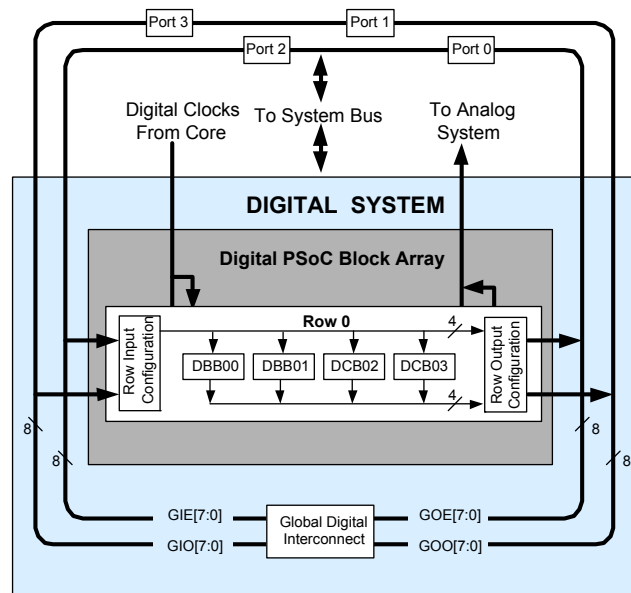 Port 3
Port 1
Port 2
Port 0
Digital Clocks
From Core
To System Bus
To Analog
System
DIGITAL SYSTEM
Digital PSoC Block Array
Row Input
Configuration
Row 0
4
DBB00
DBB01
DCB02
DCB03
4
Row Output
Configuration
8
8
8
8
GIE[7:0]
GIO[7:0]
Global Digital
Interconnect
GOE[7:0]
GOO[7:0]